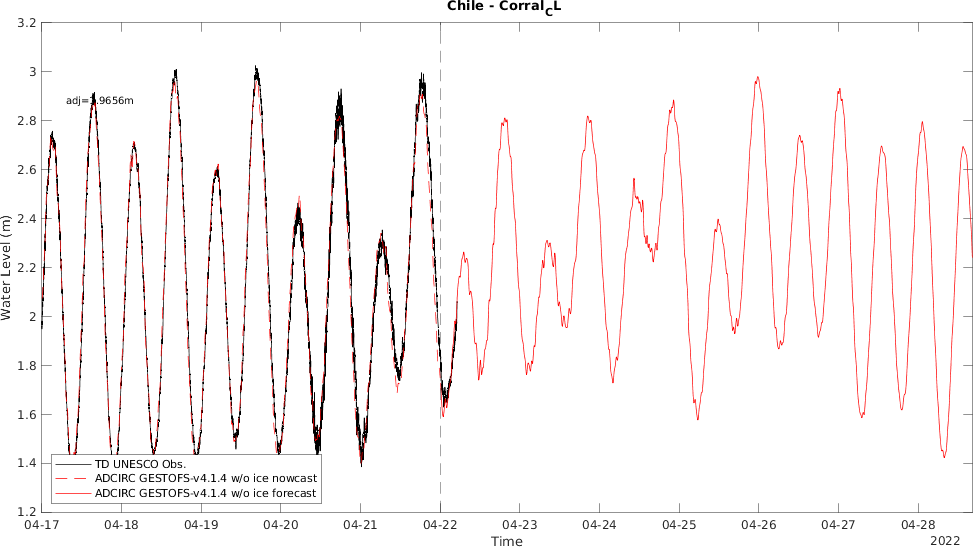 Chile - Corral_CL
3.2
3
2.8
2.6
2.4
2.2
2
1.8
1.6
1.4
1.2
Water Level (m)
adj=1.9656m
TD UNESCO Obs.
ADCIRC GESTOFS-v4.1.4 w/o ice nowcast
ADCIRC GESTOFS-v4.1.4 w/o ice forecast
04-17 04-18 04-19 04-20 04-21 04-22 04-23 04-24 04-25 04-26 04-27 04-28
Time
2022